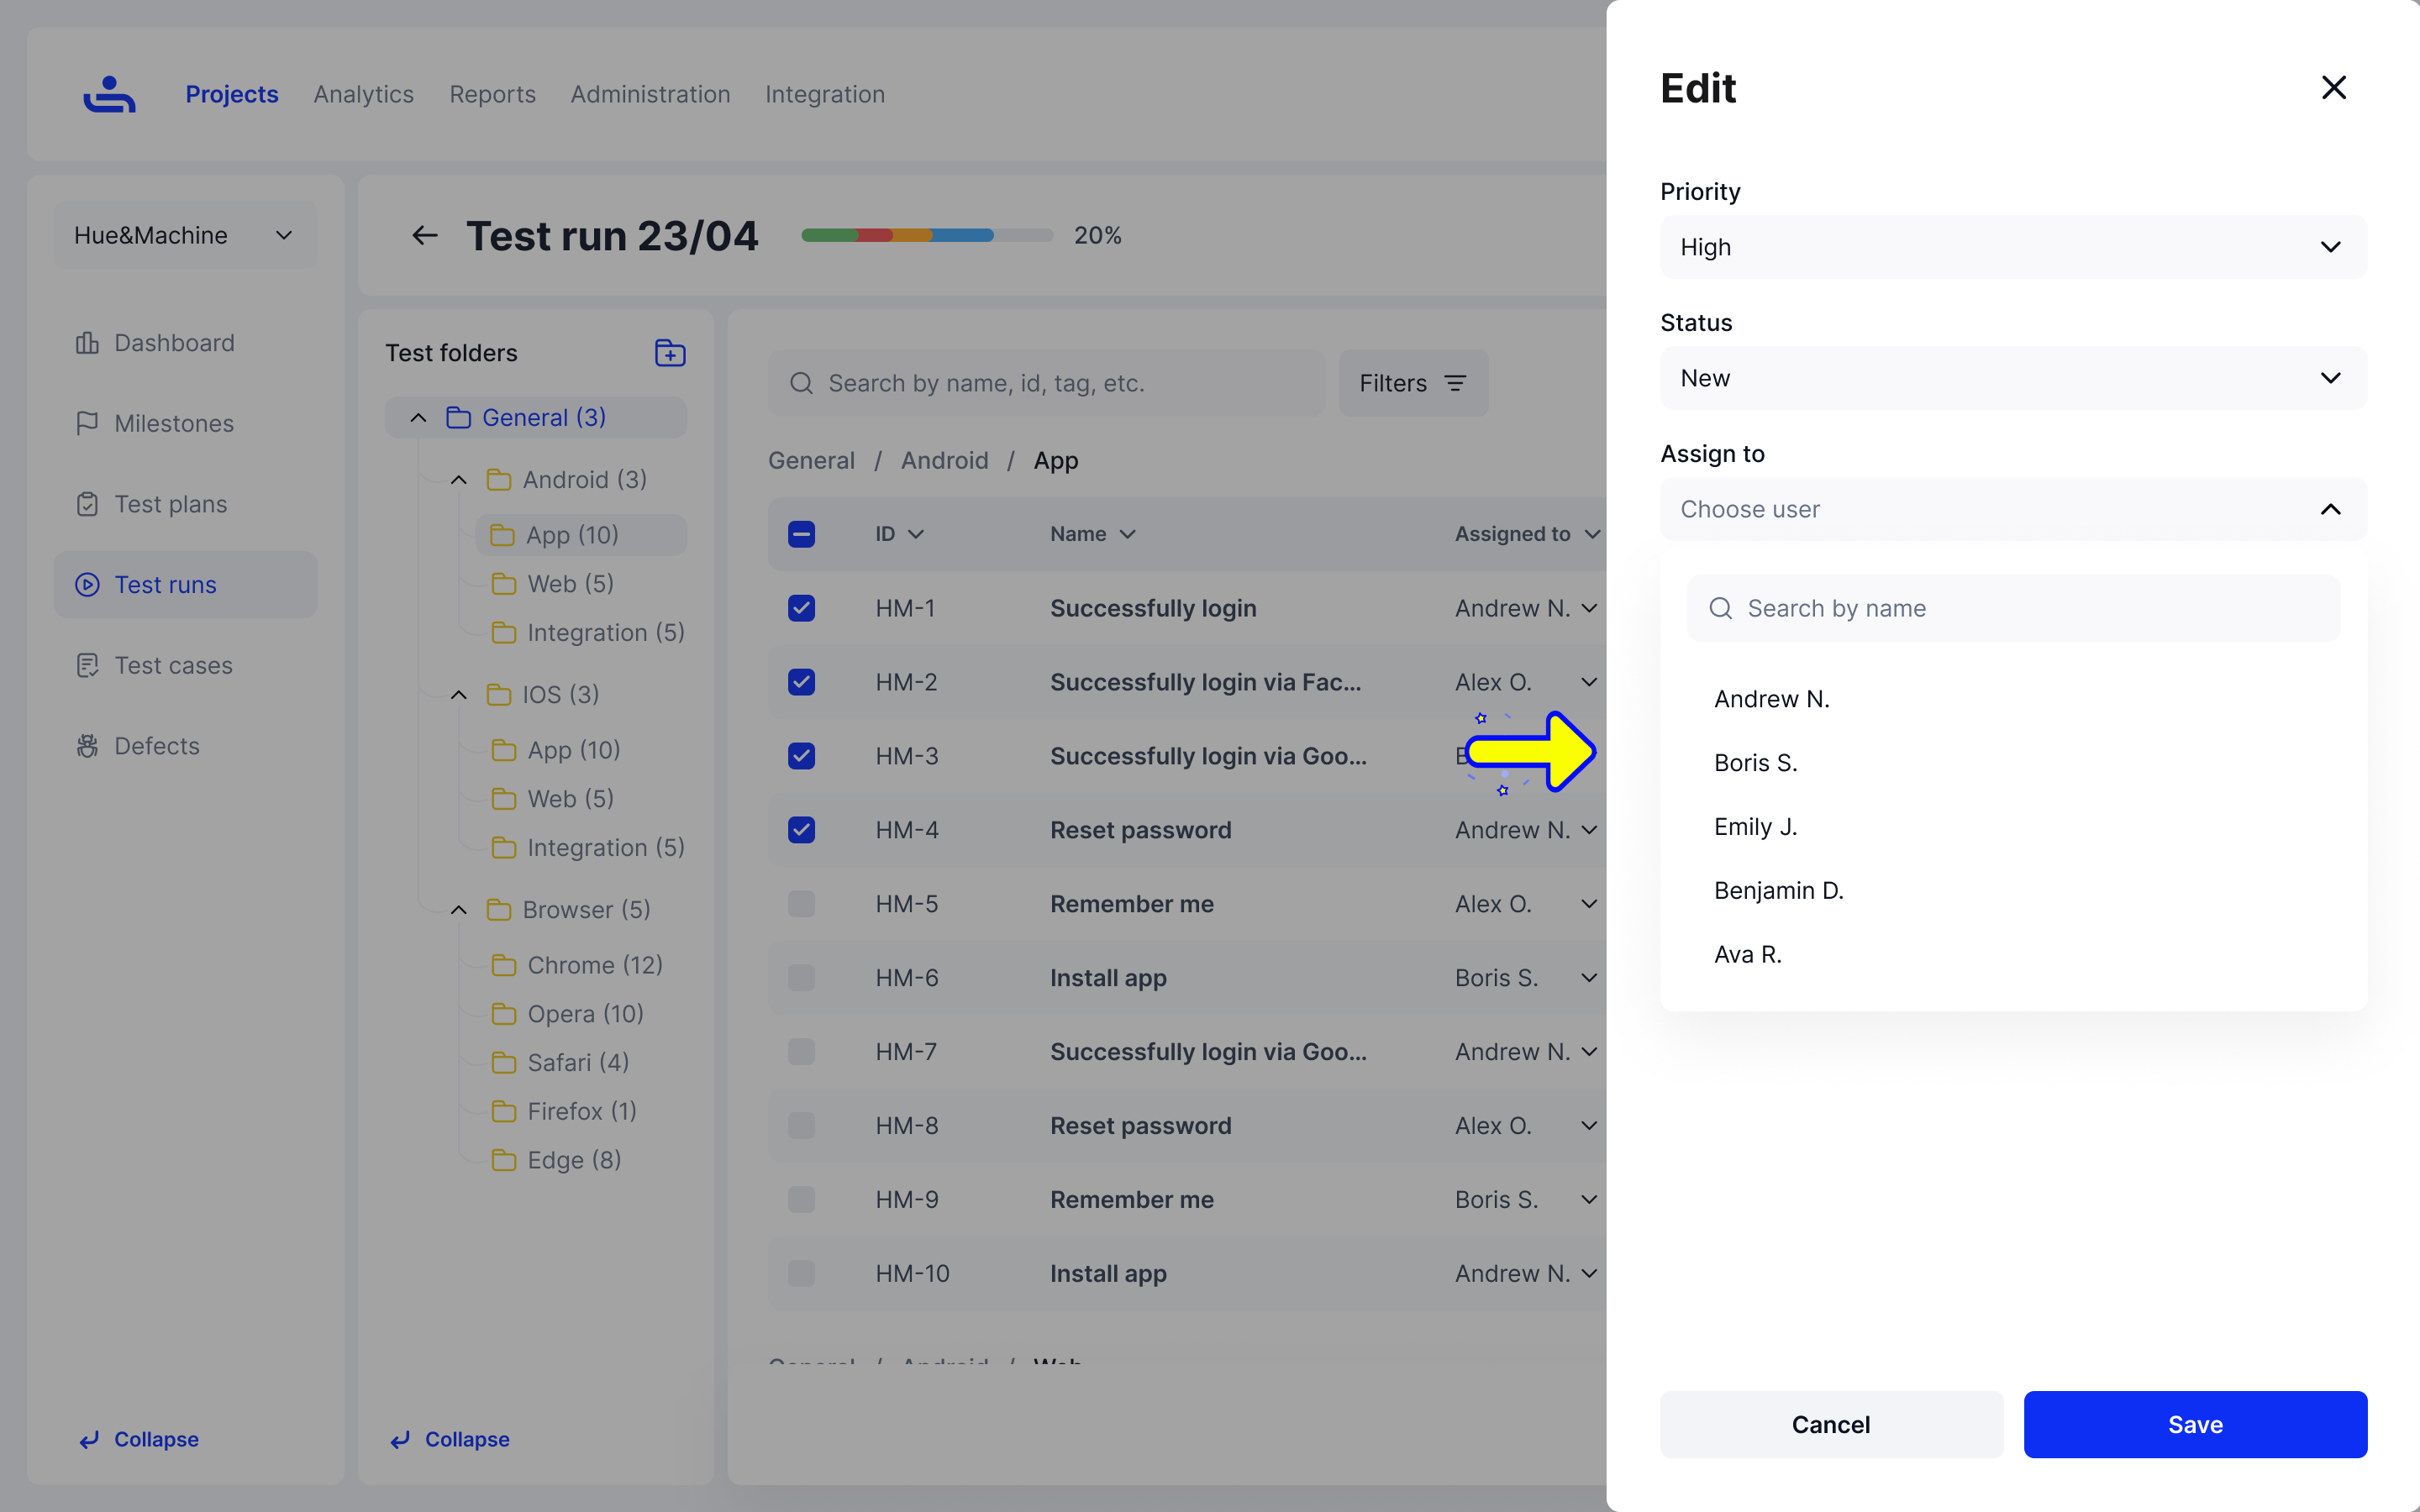 Projects Analytics Reports Administration Integration
Hue&Machine
Dashboard
Milestones
Test plans
Test runs
Test cases
Defects
Collapse
Test run 23/04 20%
Test folders
General (3)
Android (3)
App (10)
Web (5)
Integration (5)
IOS (3)
App (10)
Web (5)
Integration (5)
Browser (5)
Chrome (12)
Opera (10)
Safari (4)
Firefox (1)
Edge (8)
Collapse
Search by name, id, tag, etc. Filters
General / Android / App
ID Name Assigned to
HM-1 Successfully login Andrew N.
HM-2 Successfully login via Fac... Alex O.
HM-3 Successfully login via Goo...
HM-4 Reset password Andrew N.
HM-5 Remember me Alex O.
HM-6 Install app Boris S.
HM-7 Successfully login via Goo... Andrew N.
HM-8 Reset password Alex O.
HM-9 Remember me Boris S.
HM-10 Install app Andrew N.
General / Android / Web
Edit
Priority
High
Status
New
Assign to
Choose user
Search by name
Andrew N.
Boris S.
Emily J.
Benjamin D.
Ava R.
Cancel Save